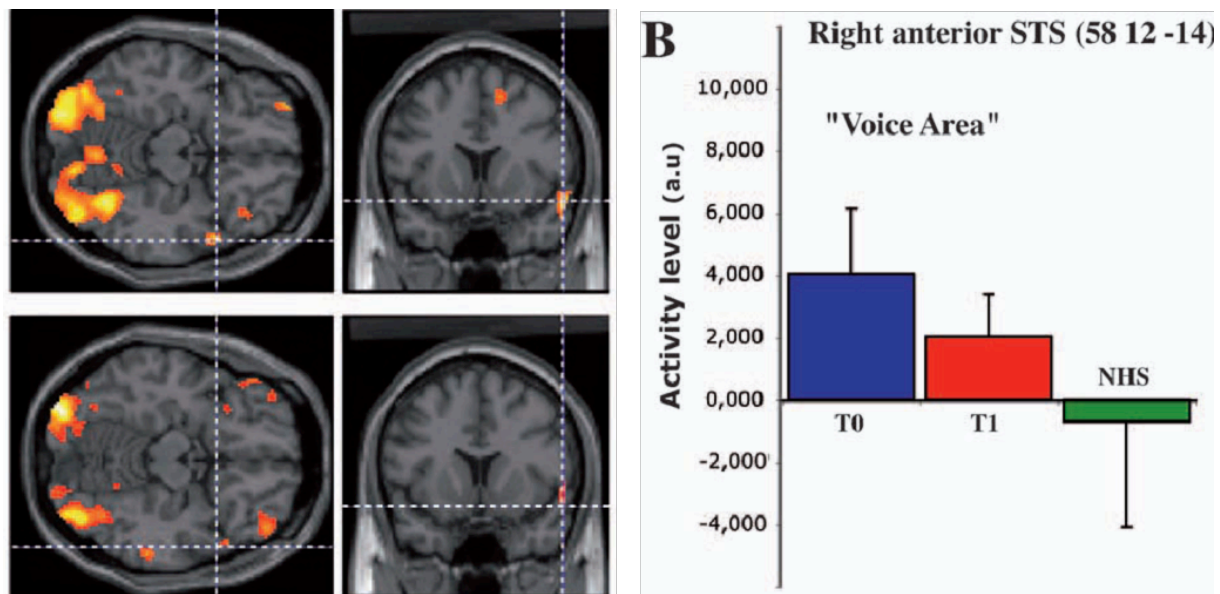 B
Right anterior STS (58 12 -14)
"Voice Area"
Activity level (a.u)
10,000
8,000
6,000
4,000
2,000
0,000
-2,000
-4,000
T0
T1
NHS